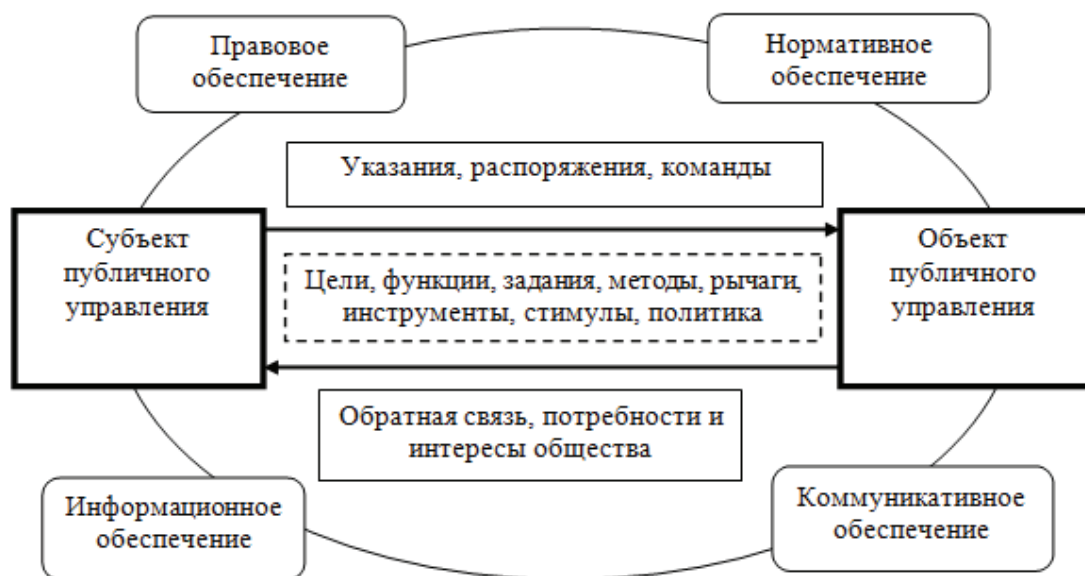 Правовое
обеспечение
Нормативное
обеспечение
Указания, распоряжения, команды
Субъект
публичного
управления
Объект
публичного
управления
Цели, функции, задания, методы, рычаги,
инструменты, стимулы, политика
Обратная связь, потребности и
интересы общества
Информационное
обеспечение
Коммуникативное
обеспечение